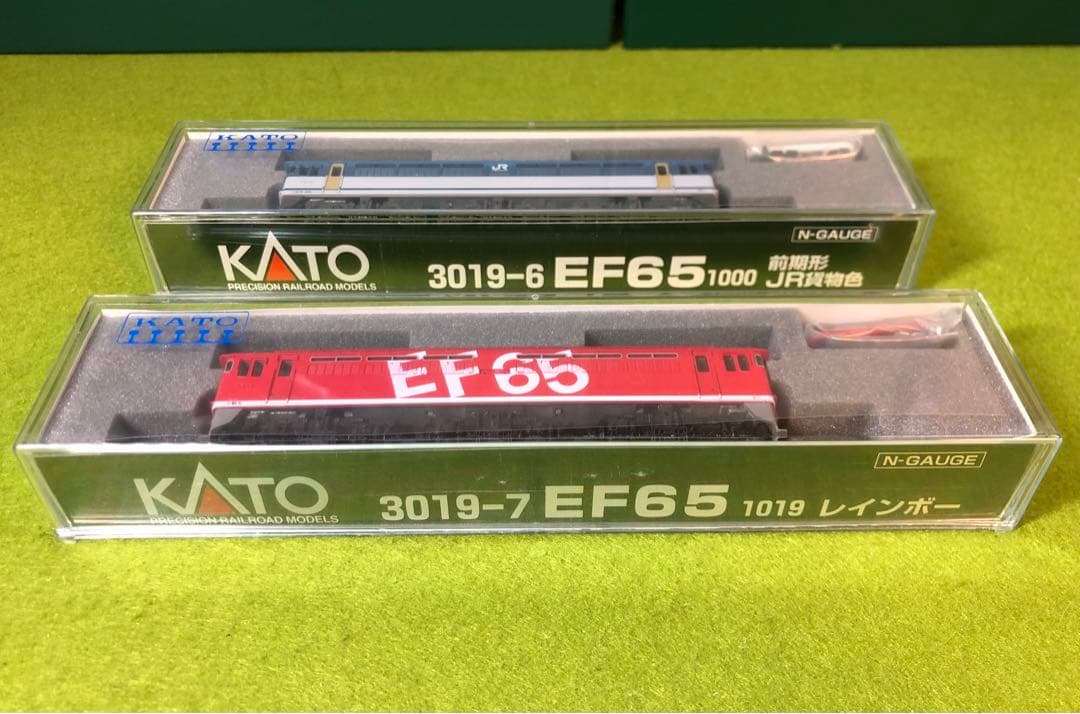 KATO
JR
N-GAUGE
KATO
PRECISION RAILROAD MODELS
3019-6 EF65 1000 前期形
JR貨物色
KATO
EF65
N-GAUGE
KATO
PRECISION RAILROAD MODELS
3019-7 EF65 1019 レインボー